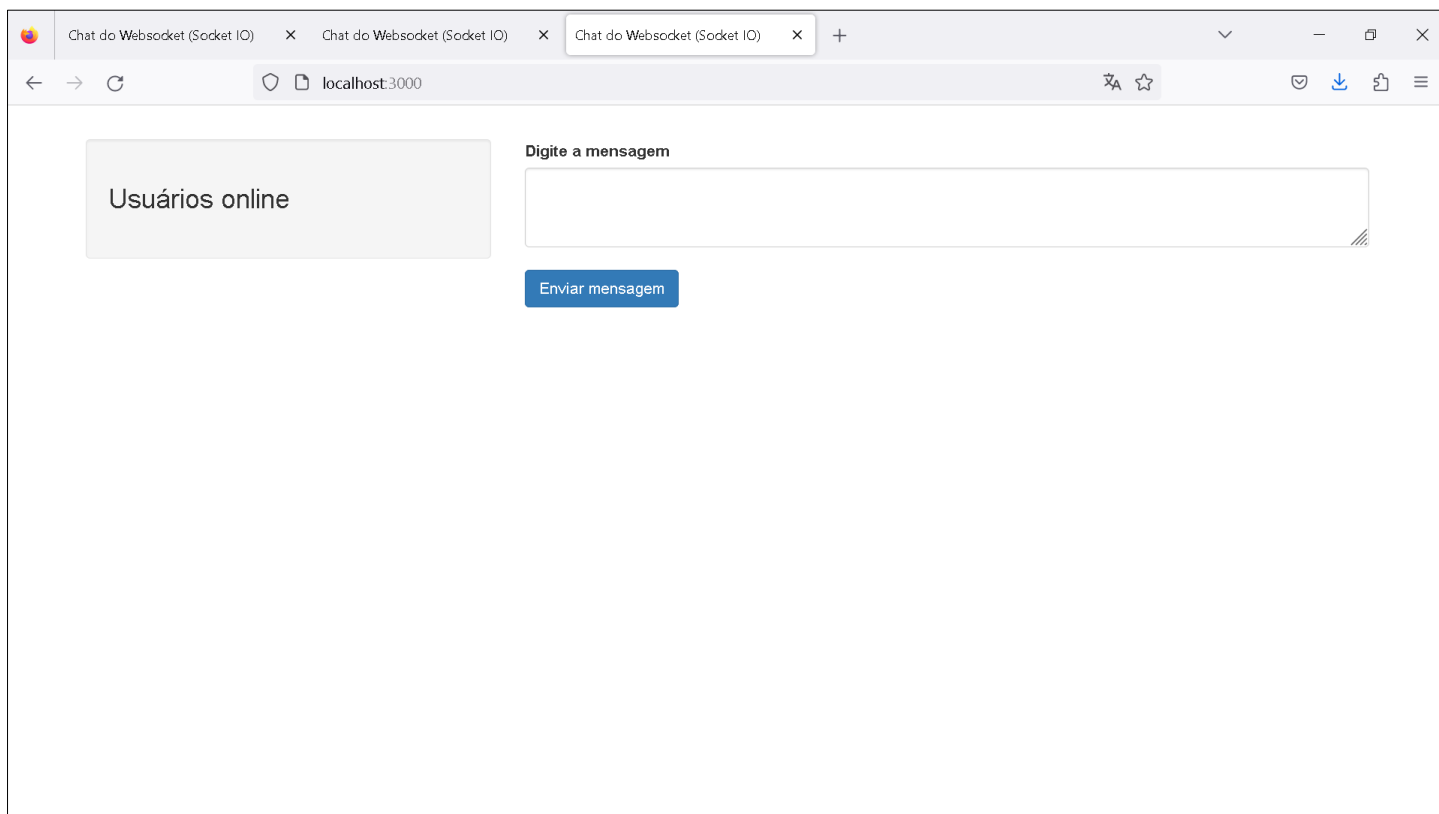 Chat do Websocket (Socket IO) Chat do Websocket (Socket IO) Chat do Websocket (Socket IO)
localhost:3000
Digite a mensagem
Usuários online
Enviar mensagem